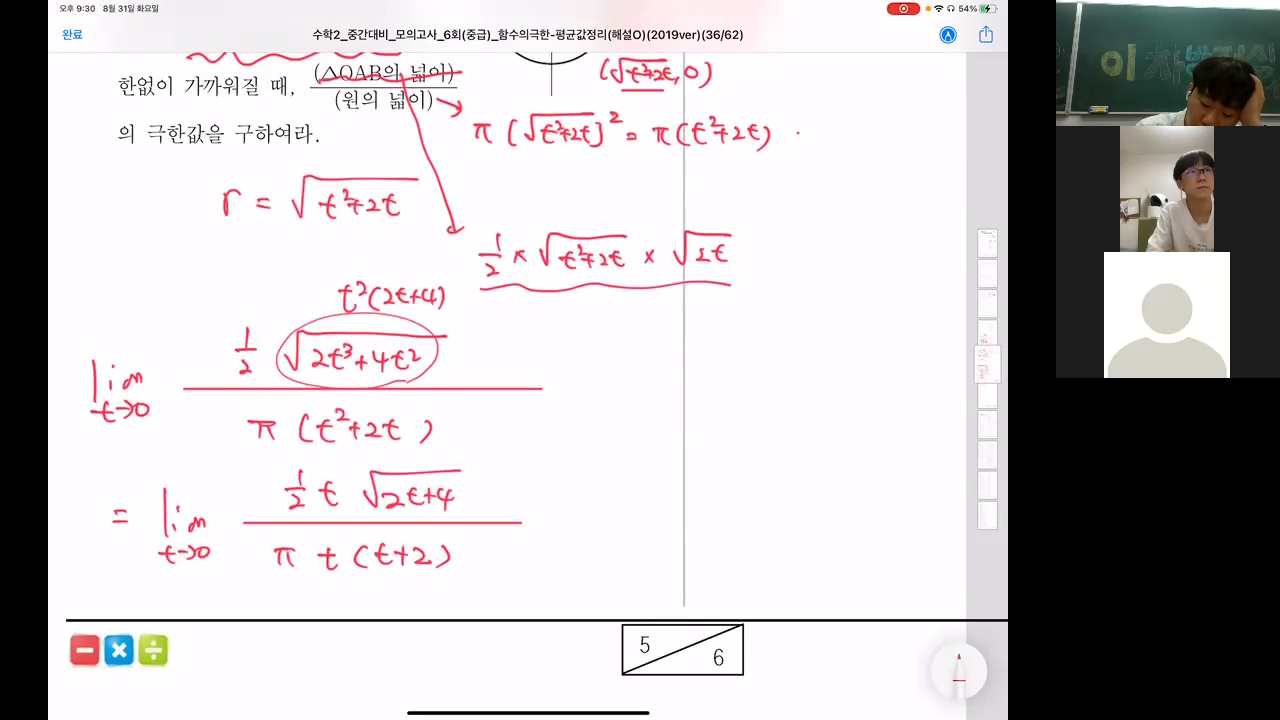 오후 9:30 8월 31일 화요일
54%
완료
수학2_중간대비_모의고사_6회(중급)_함수의극한-평균값정리(해설O)(2019ver)(36/62)
한없이 가까워질 때, (△QAB의 넓이)/(원의 넓이)
(√(t²+2t), 0)
π(√(t²+2t))² = π(t²+2t)
의 극한값을 구하여라.
r = √(t²+2t)
1/2 × √(t²+2t) × √(2t)
t²(2t+4)
lim t→0 1/2 √(2t³+4t²) / π(t²+2t)
= lim t→0 1/2 t √(2t+4) / π t (t+2)
5/6